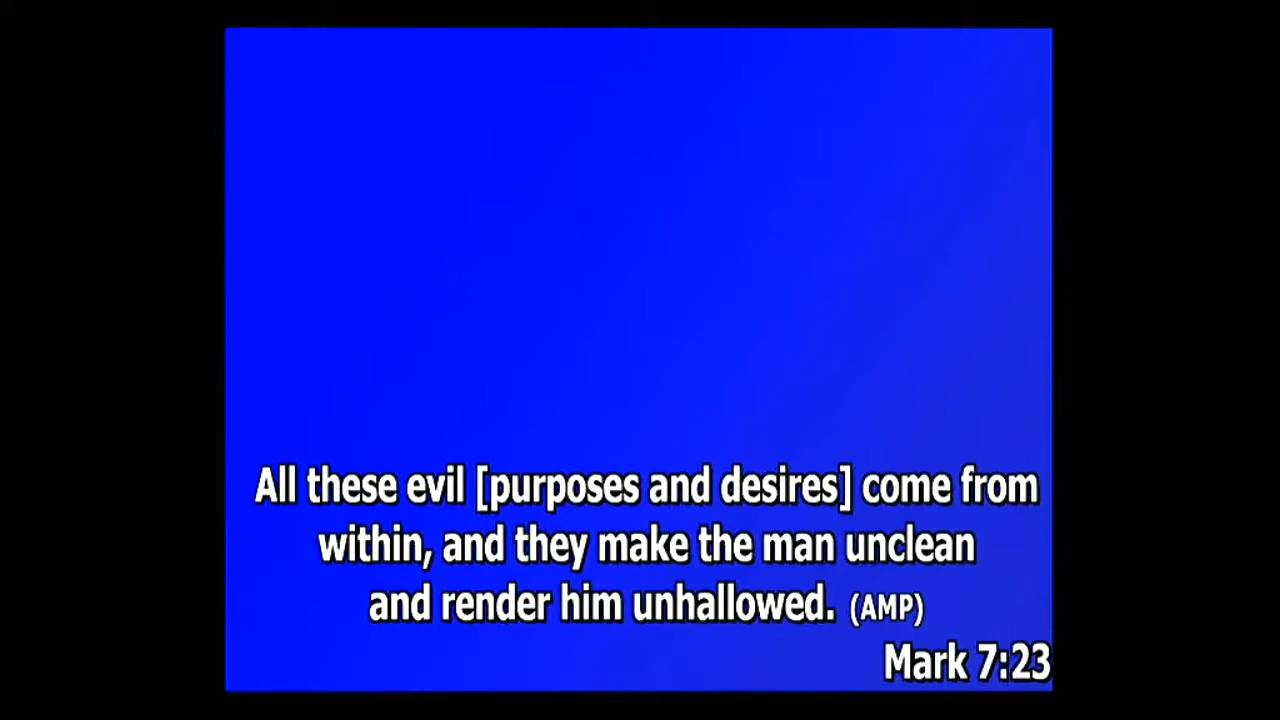 All these evil [purposes and desires] come from
within, and they make the man unclean
and render him unhallowed. (AMP)
Mark 7:23